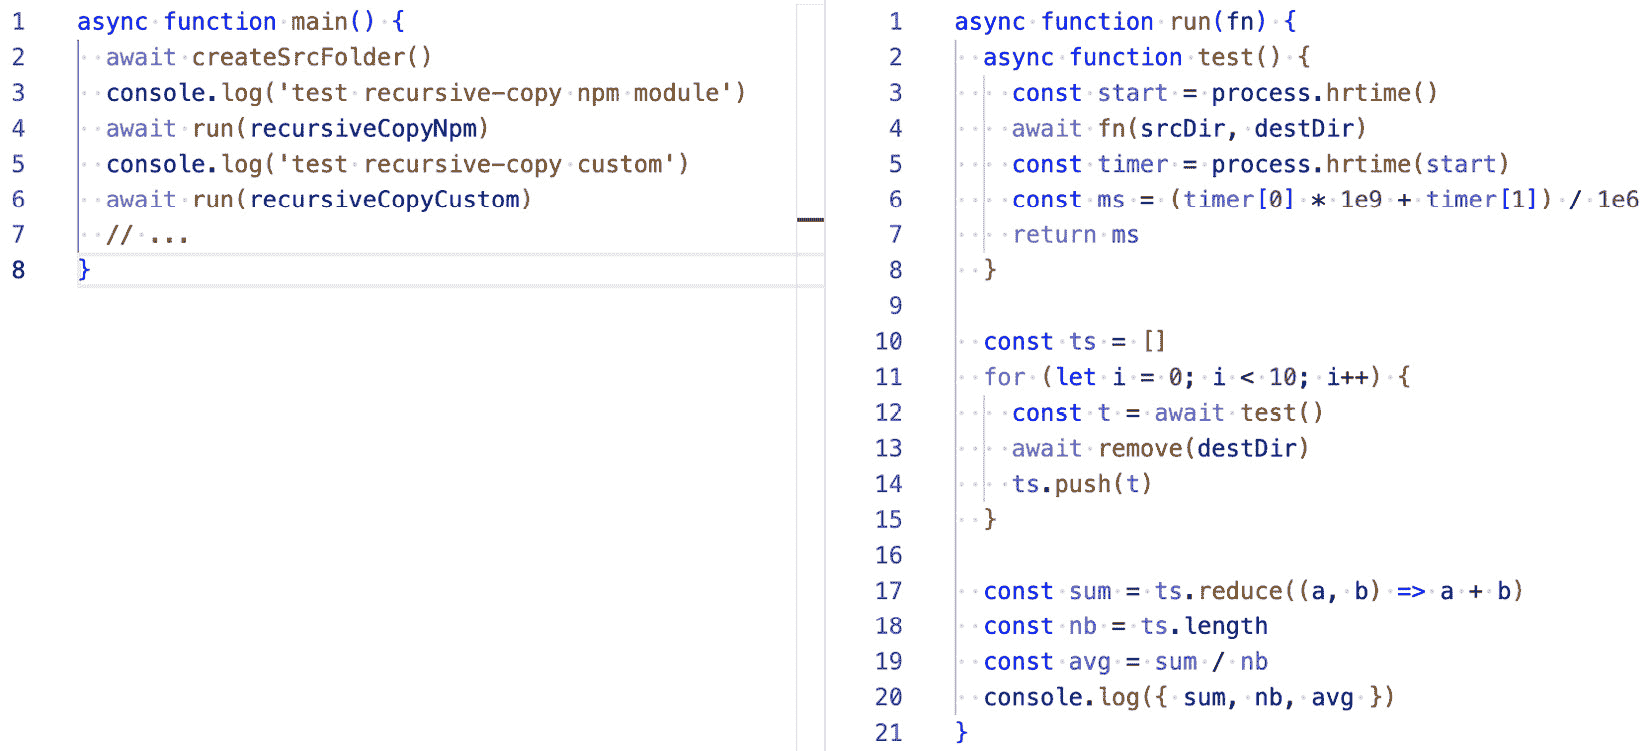 1 async function main() {
2   await createSrcFolder()
3   console.log('test recursive-copy npm module')
4   await run(recursiveCopyNpm)
5   console.log('test recursive-copy custom')
6   await run(recursiveCopyCustom)
7   // ...
8 }
1 async function run(fn) {
2   async function test() {
3     const start = process.hrtime()
4     await fn(srcDir, destDir)
5     const timer = process.hrtime(start)
6     const ms = (timer[0] * 1e9 + timer[1]) / 1e6
7     return ms
8   }
9
10   const ts = []
11   for (let i = 0; i < 10; i++) {
12     const t = await test()
13     await remove(destDir)
14     ts.push(t)
15   }
16
17   const sum = ts.reduce((a, b) => a + b)
18   const nb = ts.length
19   const avg = sum / nb
20   console.log({ sum, nb, avg })
21 }